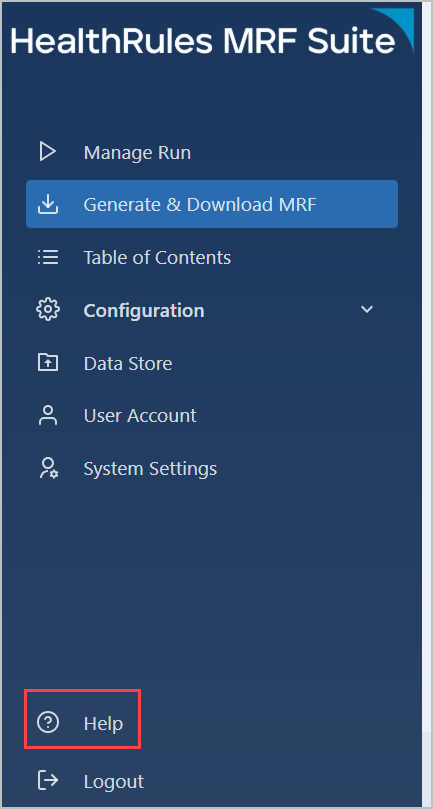 HealthRules MRF Suite
Manage Run
Generate & Download MRF
Table of Contents
Configuration
Data Store
User Account
System Settings
Help
Logout